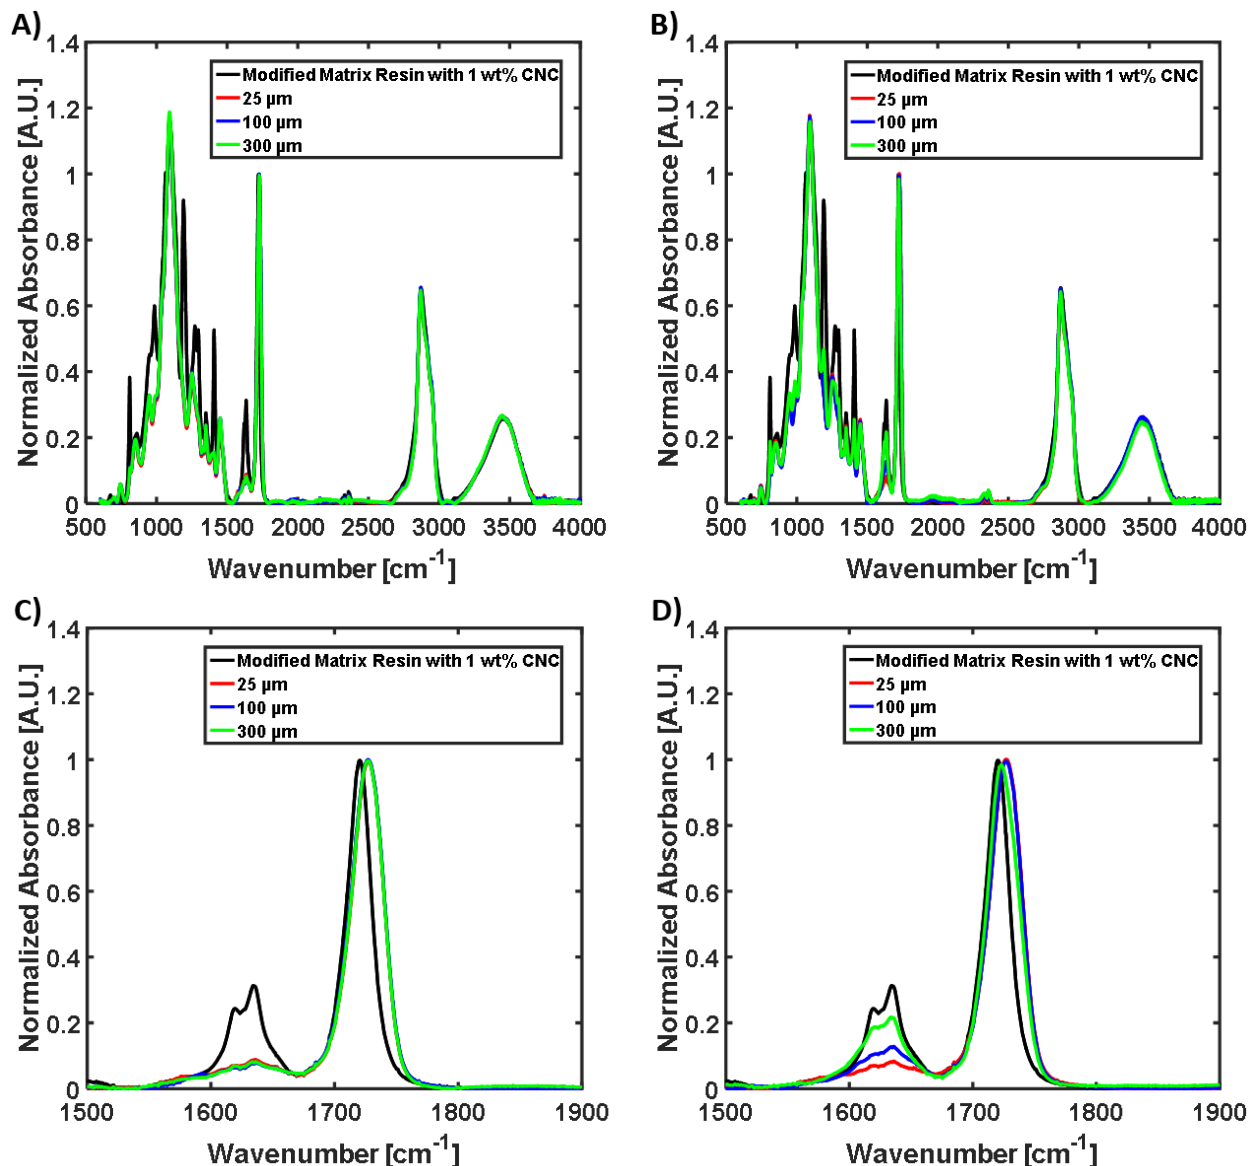 A)
1.4
1.2
1
0.8
0.6
0.4
0.2
0
500 1000 1500 2000 2500 3000 3500 4000
Normalized Absorbance [A.U.]
Wavenumber [cm-1]
Modified Matrix Resin with 1 wt% CNC
25 µm
100 µm
300 µm
B)
1.4
1.2
1
0.8
0.6
0.4
0.2
0
500 1000 1500 2000 2500 3000 3500 4000
Normalized Absorbance [A.U.]
Wavenumber [cm-1]
Modified Matrix Resin with 1 wt% CNC
25 µm
100 µm
300 µm
C)
1.4
1.2
1
0.8
0.6
0.4
0.2
0
1500 1600 1700 1800 1900
Normalized Absorbance [A.U.]
Wavenumber [cm-1]
Modified Matrix Resin with 1 wt% CNC
25 µm
100 µm
300 µm
D)
1.4
1.2
1
0.8
0.6
0.4
0.2
0
1500 1600 1700 1800 1900
Normalized Absorbance [A.U.]
Wavenumber [cm-1]
Modified Matrix Resin with 1 wt% CNC
25 µm
100 µm
300 µm